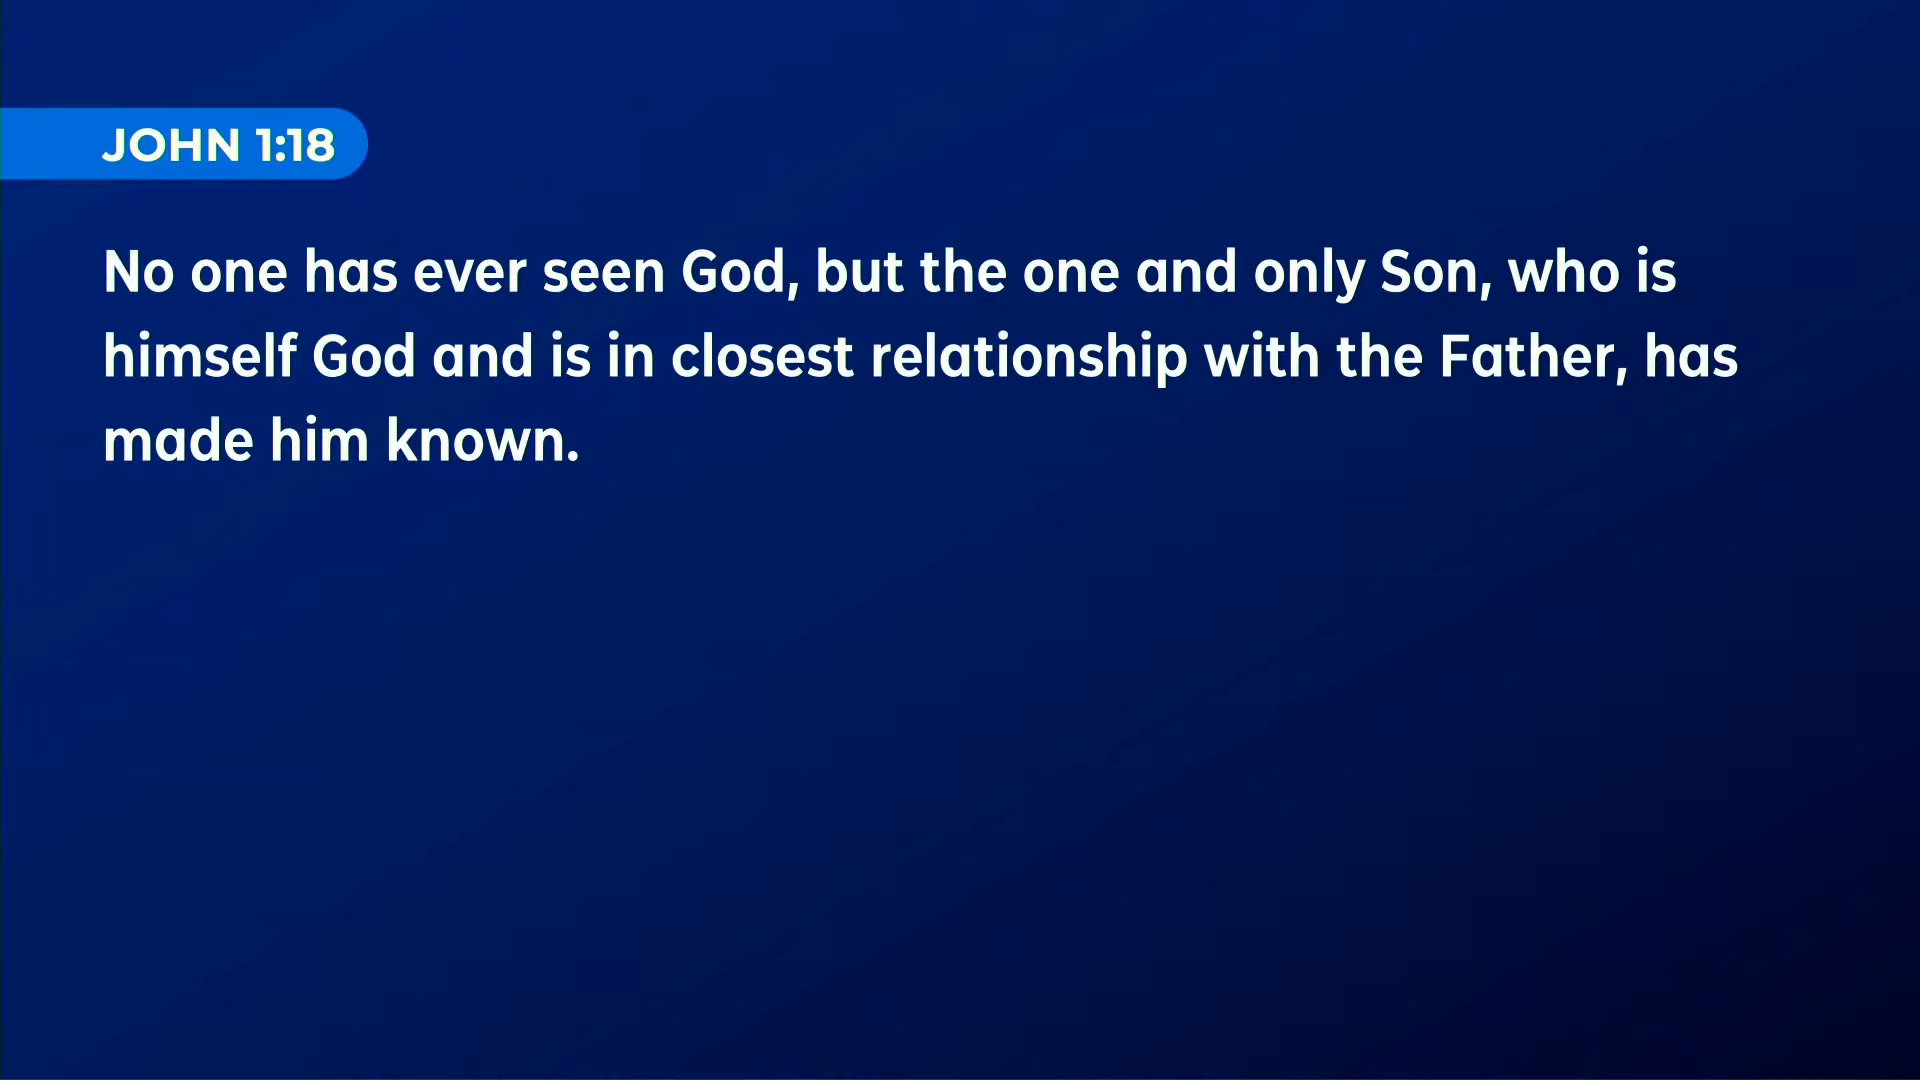 JOHN 1:18
No one has ever seen God, but the one and only Son, who is
himself God and is in closest relationship with the Father, has
made him known.